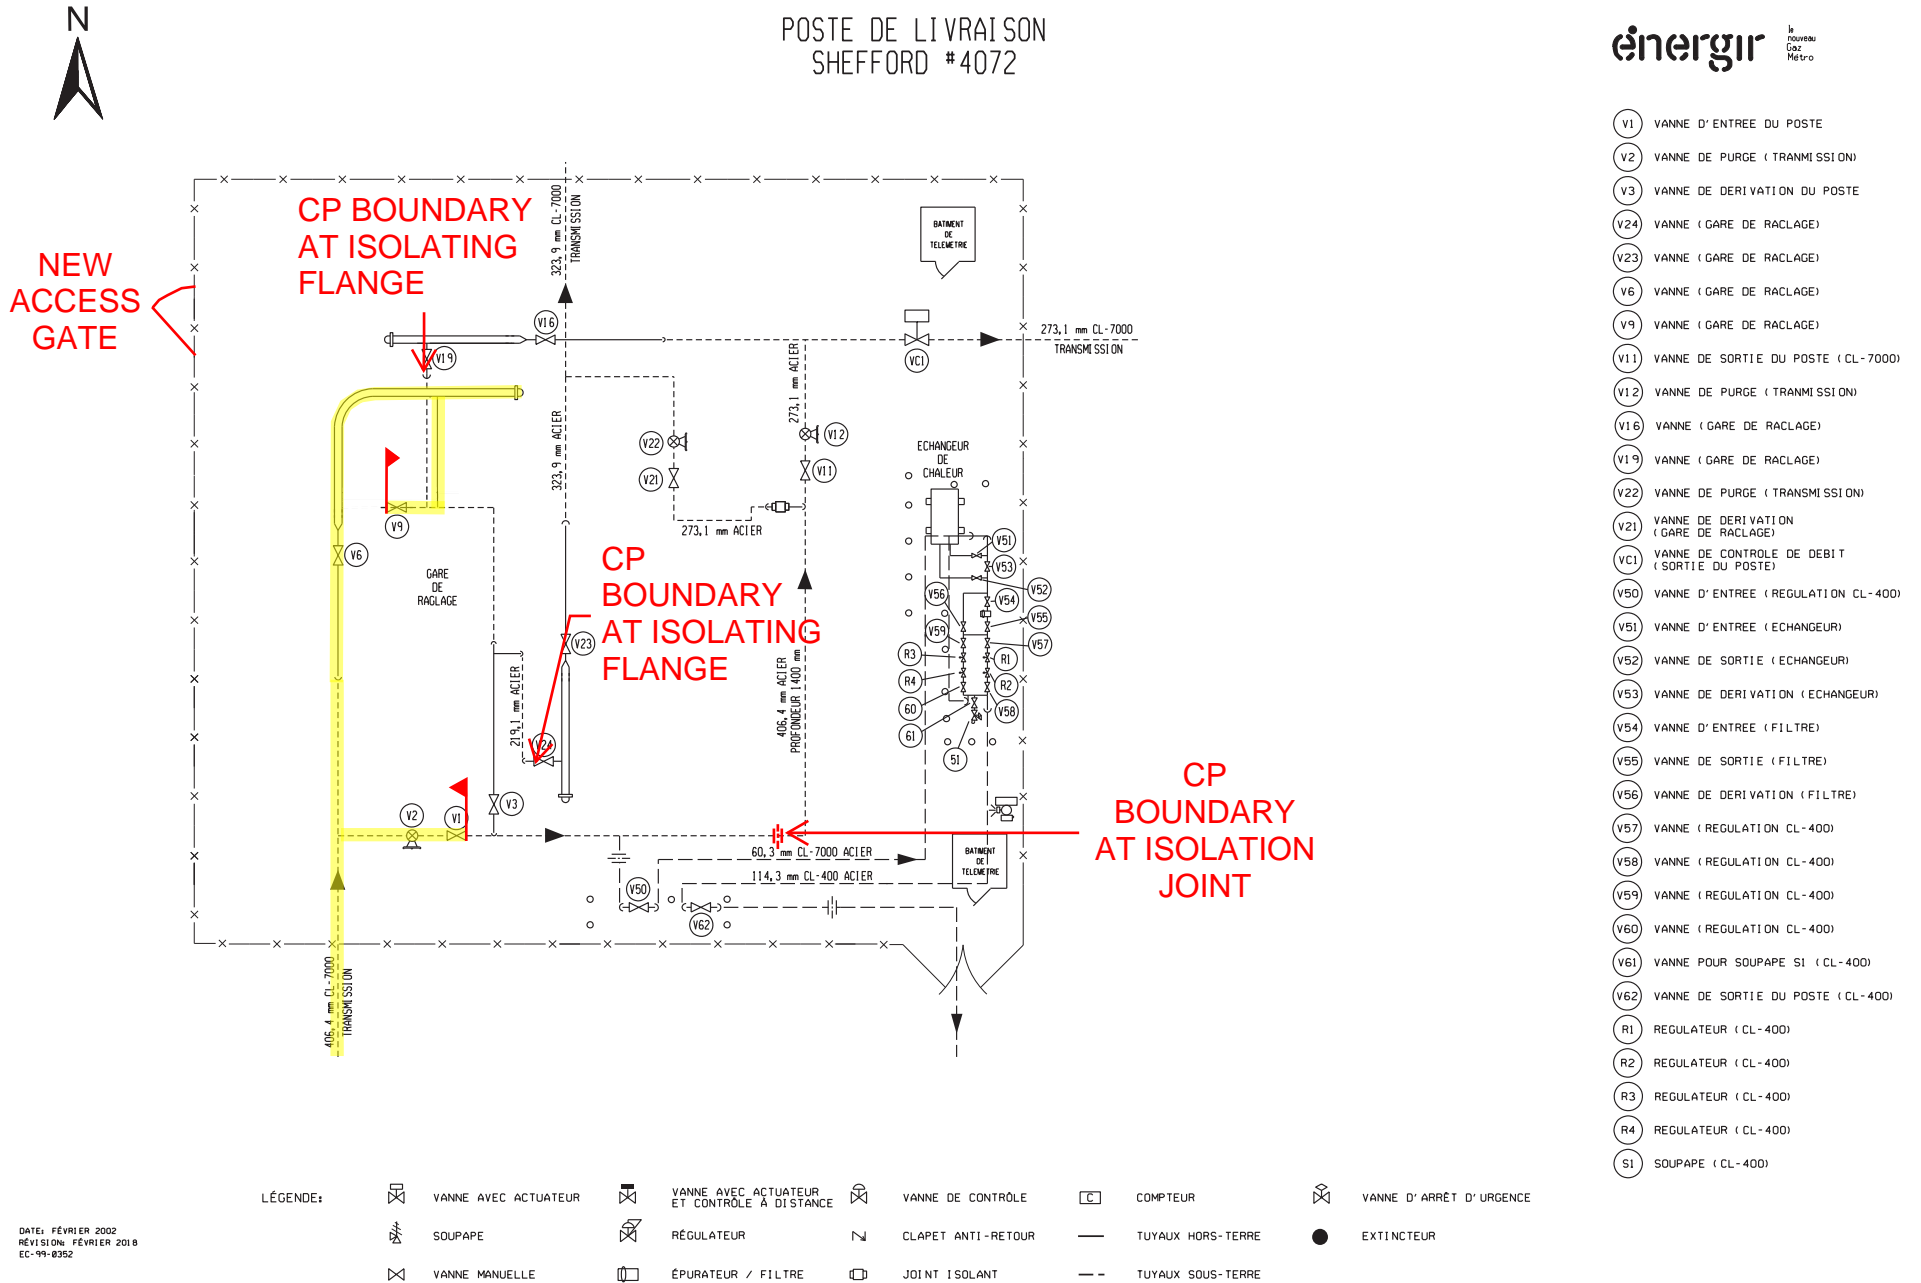 N
POSTE DE LIVRAISON
SHEFFORD #4072
énergir
le
nouveau
Gaz
Métro
V1 VANNE D'ENTREE DU POSTE
V2 VANNE DE PURGE (TRANMISSION)
V3 VANNE DE DERIVATION DU POSTE
V24 VANNE (GARE DE RACLAGE)
V23 VANNE (GARE DE RACLAGE)
V6 VANNE (GARE DE RACLAGE)
V9 VANNE (GARE DE RACLAGE)
V11 VANNE DE SORTIE DU POSTE (CL-7000)
V12 VANNE DE PURGE (TRANMISSION)
V16 VANNE (GARE DE RACLAGE)
V19 VANNE (GARE DE RACLAGE)
V22 VANNE DE PURGE (TRANSMISSION)
V21 VANNE DE DERIVATION
(GARE DE RACLAGE)
VC1 VANNE DE CONTROLE DE DEBIT
(SORTIE DU POSTE)
V50 VANNE D'ENTREE (REGULATION CL-400)
V51 VANNE D'ENTREE (ECHANGEUR)
V52 VANNE DE SORTIE (ECHANGEUR)
V53 VANNE DE DERIVATION (ECHANGEUR)
V54 VANNE D'ENTREE (FILTRE)
V55 VANNE DE SORTIE (FILTRE)
V56 VANNE DE DERIVATION (FILTRE)
V57 VANNE (REGULATION CL-400)
V58 VANNE (REGULATION CL-400)
V59 VANNE (REGULATION CL-400)
V60 VANNE (REGULATION CL-400)
V61 VANNE POUR SOUPAPE S1 (CL-400)
V62 VANNE DE SORTIE DU POSTE (CL-400)
R1 REGULATEUR (CL-400)
R2 REGULATEUR (CL-400)
R3 REGULATEUR (CL-400)
R4 REGULATEUR (CL-400)
S1 SOUPAPE (CL-400)
NEW
ACCESS
GATE
CP BOUNDARY
AT ISOLATING
FLANGE
323,9 mm CL-7000
TRANSMISSION
BATIMENT
DE
TELEMETRIE
V16
V19
VC1
273,1 mm CL-7000
TRANSMISSION
273,1 mm ACIER
323,9 mm ACIER
V22
V21
V12
V11
273,1 mm ACIER
ECHANGEUR
DE
CHALEUR
V9
V6
GARE
DE
RAGLAGE
CP
BOUNDARY
AT ISOLATING
FLANGE
V23
V24
219,1 mm ACIER
V3
V2
V1
406,4 mm ACIER
PROFONDEUR 1400 mm
V51
V53
V52
V54
V55
V56
V59
V57
R3
R1
R4
R2
60
V58
61
51
CP
BOUNDARY
AT ISOLATION
JOINT
60,3 mm CL-7000 ACIER
114,3 mm CL-400 ACIER
BATIMENT
DE
TELEMETRIE
V50
V62
406,4 mm CL-7000
TRANSMISSION
LÉGENDE:
VANNE AVEC ACTUATEUR
VANNE AVEC ACTUATEUR
ET CONTRÔLE À DISTANCE
VANNE DE CONTRÔLE
C
COMPTEUR
VANNE D'ARRÊT D'URGENCE
SOUPAPE
RÉGULATEUR
CLAPET ANTI-RETOUR
TUYAUX HORS-TERRE
EXTINCTEUR
VANNE MANUELLE
ÉPURATEUR / FILTRE
JOINT ISOLANT
TUYAUX SOUS-TERRE
DATE: FÉVRIER 2002
RÉVISION: FÉVRIER 2018
EC-99-0352